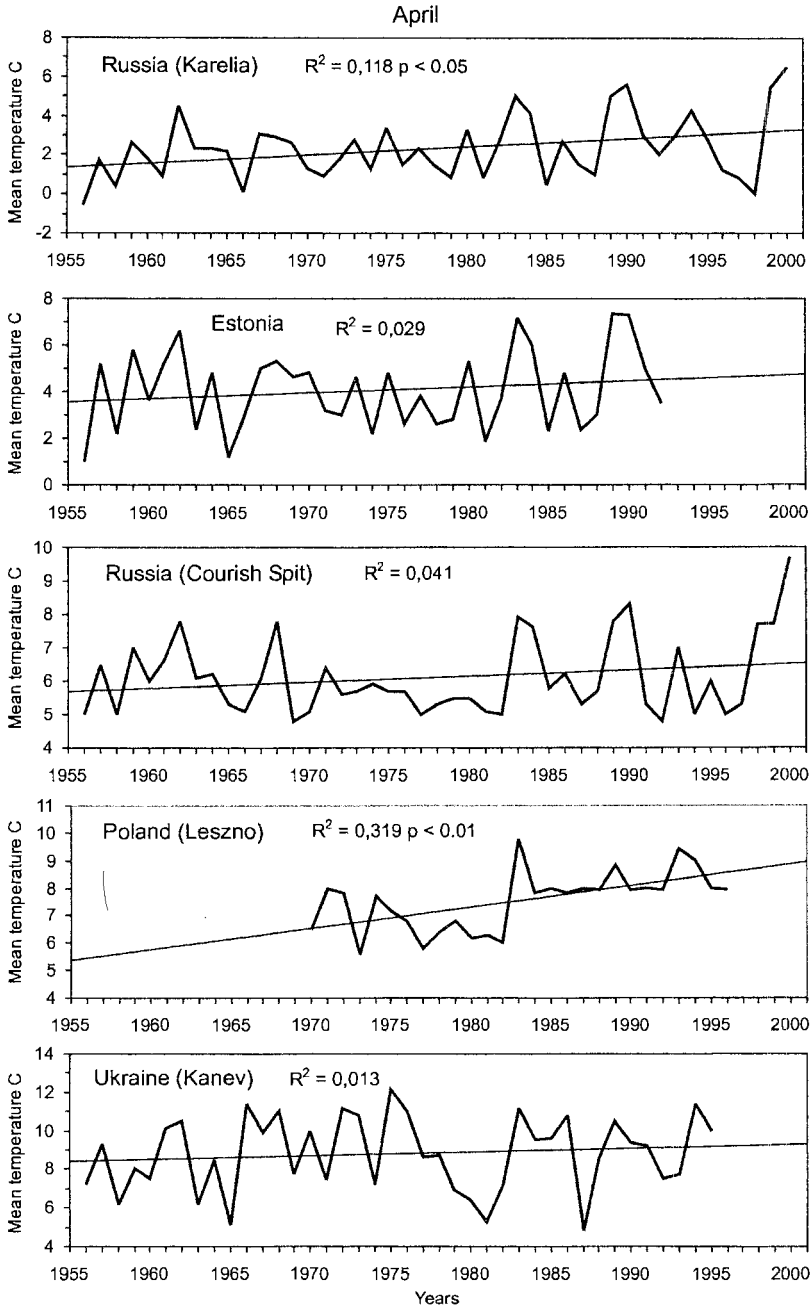 April
Mean temperature C
8
6
4
2
0
-2
Russia (Karelia) R² = 0,118 p < 0.05
1955 1960 1965 1970 1975 1980 1985 1990 1995 2000
Mean temperature C
8
6
4
2
0
Estonia R² = 0,029
1955 1960 1965 1970 1975 1980 1985 1990 1995 2000
Mean temperature C
10
9
8
7
6
5
4
Russia (Courish Spit) R² = 0,041
1955 1960 1965 1970 1975 1980 1985 1990 1995 2000
Mean temperature C
11
10
9
8
7
6
5
4
Poland (Leszno) R² = 0,319 p < 0.01
1955 1960 1965 1970 1975 1980 1985 1990 1995 2000
Mean temperature C
14
12
10
8
6
4
Ukraine (Kanev) R² = 0,013
1955 1960 1965 1970 1975 1980 1985 1990 1995 2000
Years